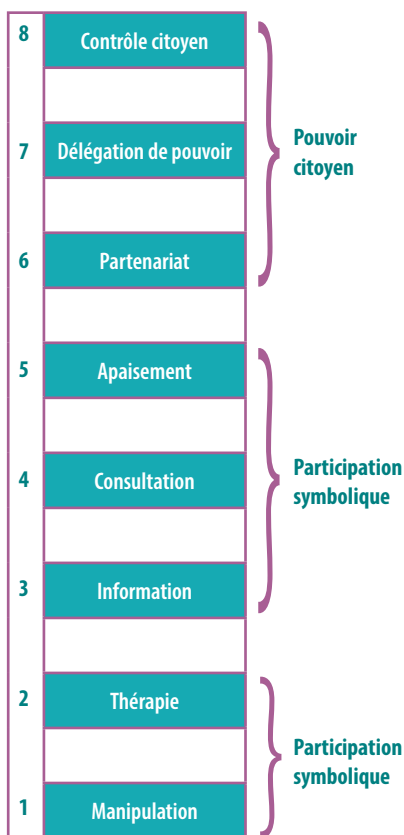 8 Contrôle citoyen
7 Délégation de pouvoir
6 Partenariat
Pouvoir
citoyen
5 Apaisement
4 Consultation
3 Information
Participation
symbolique
2 Thérapie
1 Manipulation
Participation
symbolique